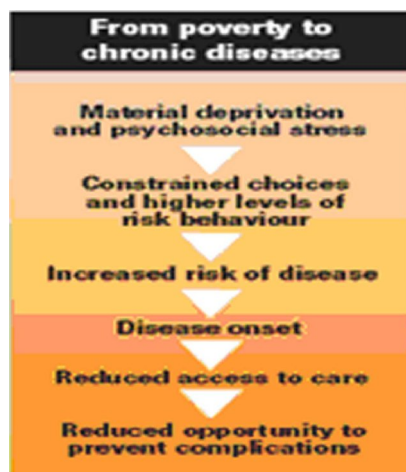 From poverty to
chronic diseases
Material deprivation
and psychosocial stress
Constrained choices
and higher levels of
risk behaviour
Increased risk of disease
Disease onset
Reduced access to care
Reduced opportunity to
prevent complications